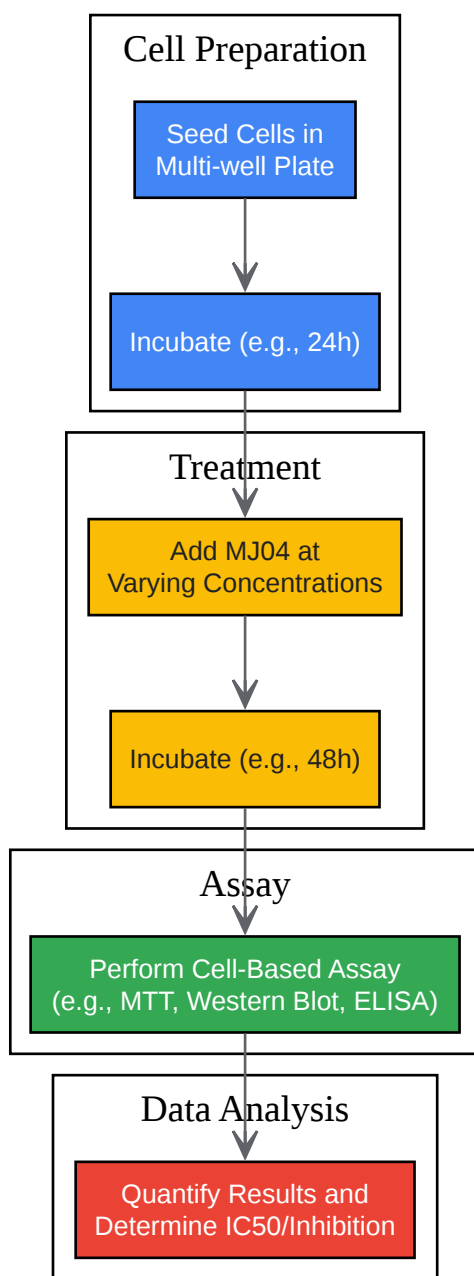 Cell Preparation
Seed Cells in
Multi-well Plate
Incubate (e.g., 24h)
Treatment
Add MJ04 at
Varying Concentrations
Incubate (e.g., 48h)
Assay
Perform Cell-Based Assay
(e.g., MTT, Western Blot, ELISA)
Data Analysis
Quantify Results and
Determine IC50/Inhibition